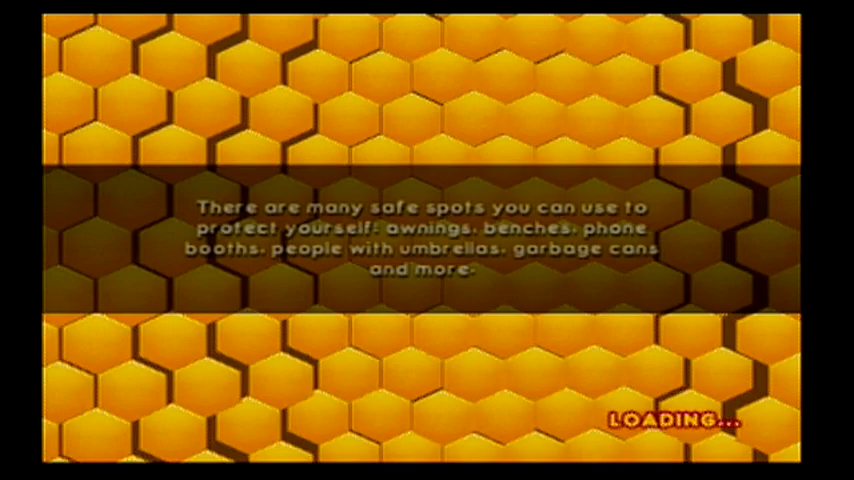 There are many safe spots you can use to
protect yourself: awnings, benches, phone
booths, people with umbrellas, garbage cans
and more.
LOADING...